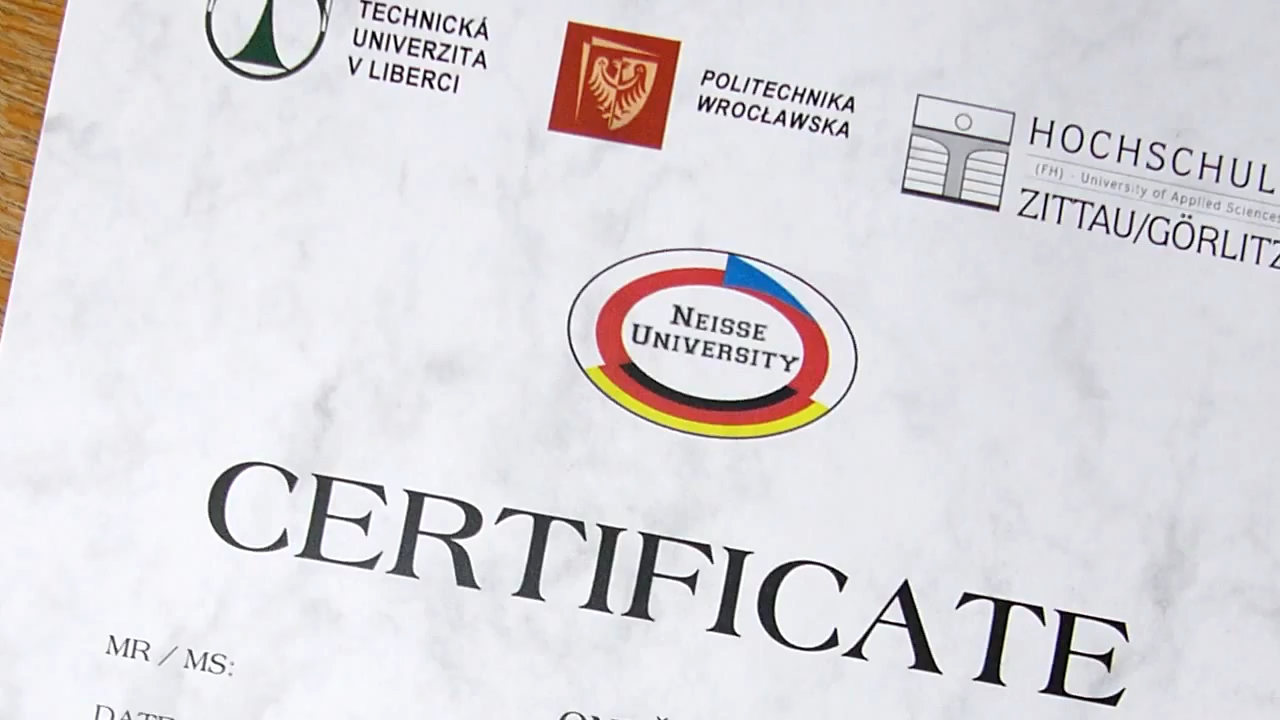 TECHNICKÁ
UNIVERZITA
V LIBERCI
POLITECHNIKA
WROCŁAWSKA
HOCHSCHUL
(FH) - University of Applied Sciences
ZITTAU/GÖRLITZ
NEISSE
UNIVERSITY
CERTIFICATE
MR / MS: